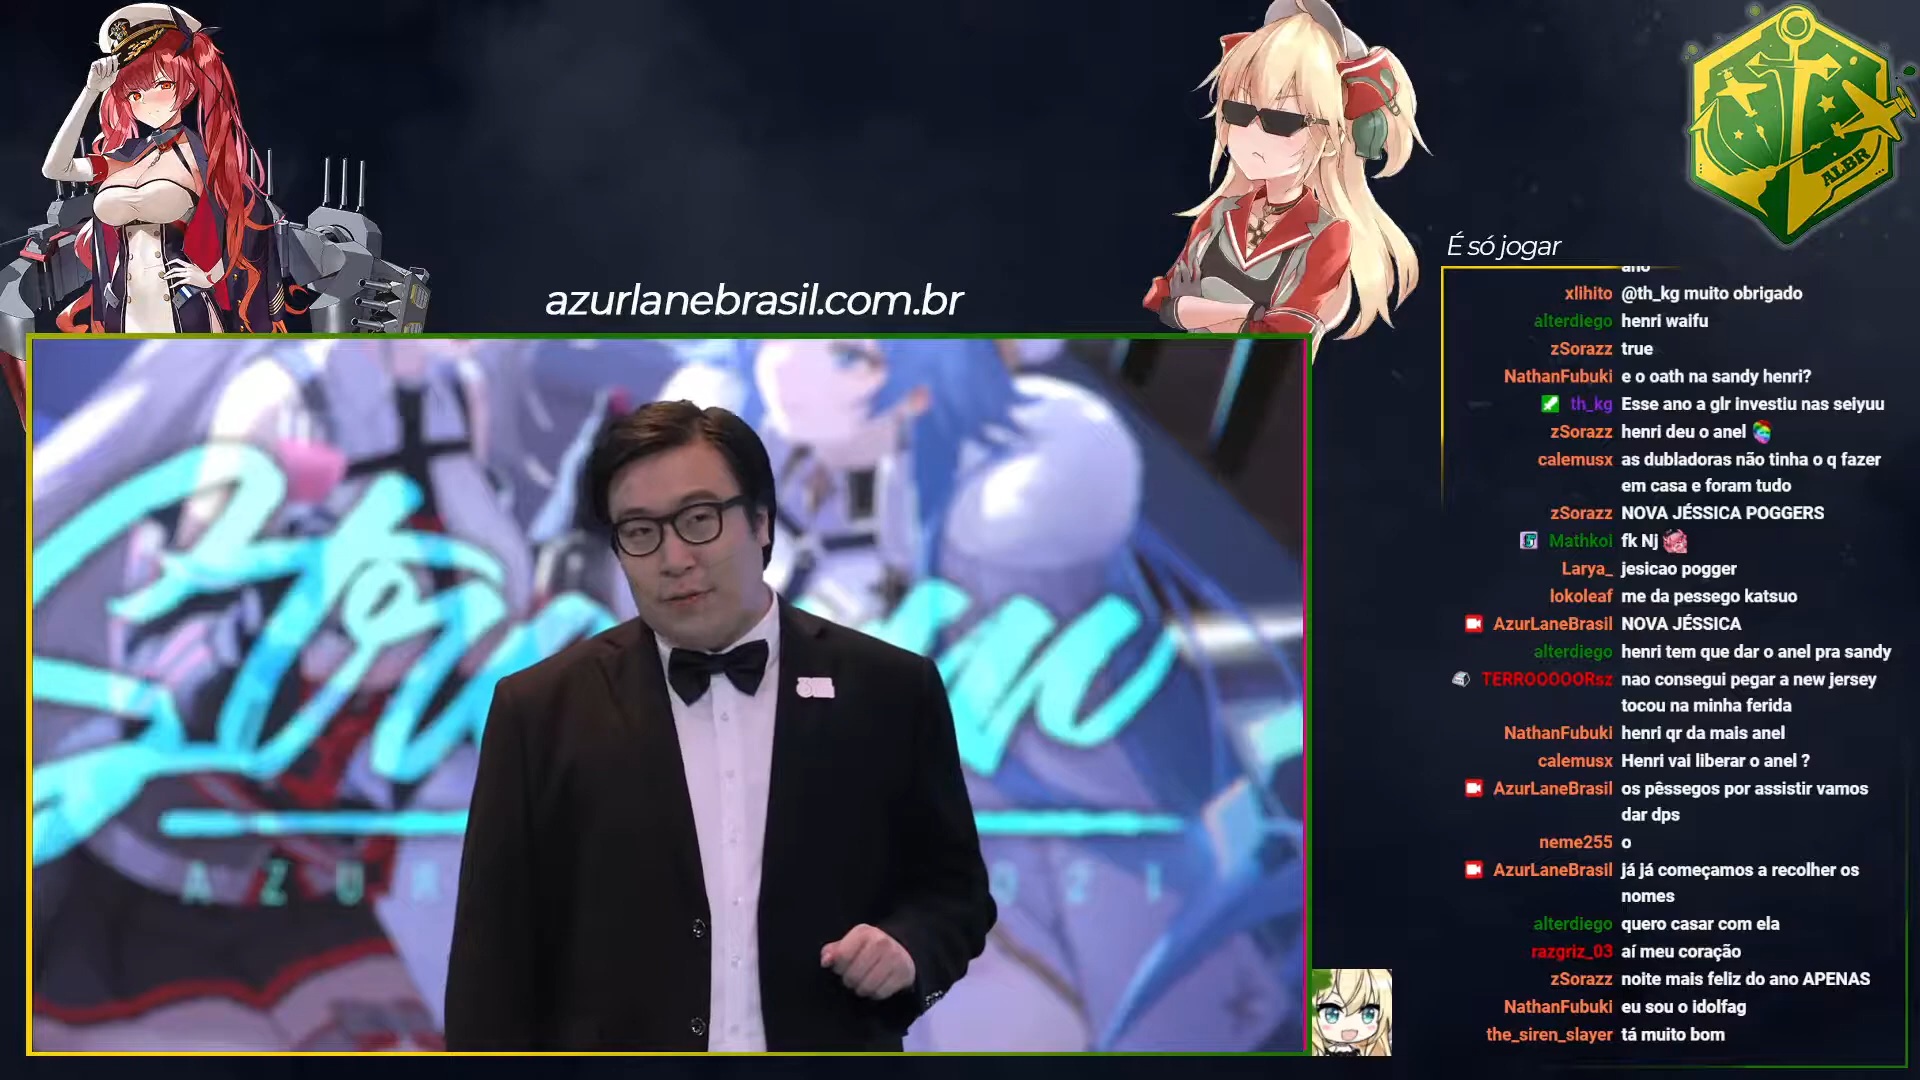 ALBR
É só jogar
azurlanebrasil.com.br
ano
xlihito @th_kg muito obrigado
alterdiego henri waifu
zSorazz true
NathanFubuki e o oath na sandy henri?
th_kg Esse ano a glr investiu nas seiyuu
zSorazz henri deu o anel
calemusx as dubladoras não tinha o q fazer
em casa e foram tudo
zSorazz NOVA JÉSSICA POGGERS
Mathkol fk Nj
Larya_ jesicao pogger
lokoleaf me da pessego katsuo
AzurLaneBrasil NOVA JÉSSICA
alterdiego henri tem que dar o anel pra sandy
TERROOOOORsz nao consegui pegar a new jersey
tocou na minha ferida
NathanFubuki henri qr da mais anel
calemusx Henri vai liberar o anel ?
AzurLaneBrasil os pêssegos por assistir vamos
dar dps
neme255 o
AzurLaneBrasil já já começamos a recolher os
nomes
alterdiego quero casar com ela
razgriz_03 aí meu coração
zSorazz noite mais feliz do ano APENAS
NathanFubuki eu sou o idolfag
the_siren_slayer tá muito bom